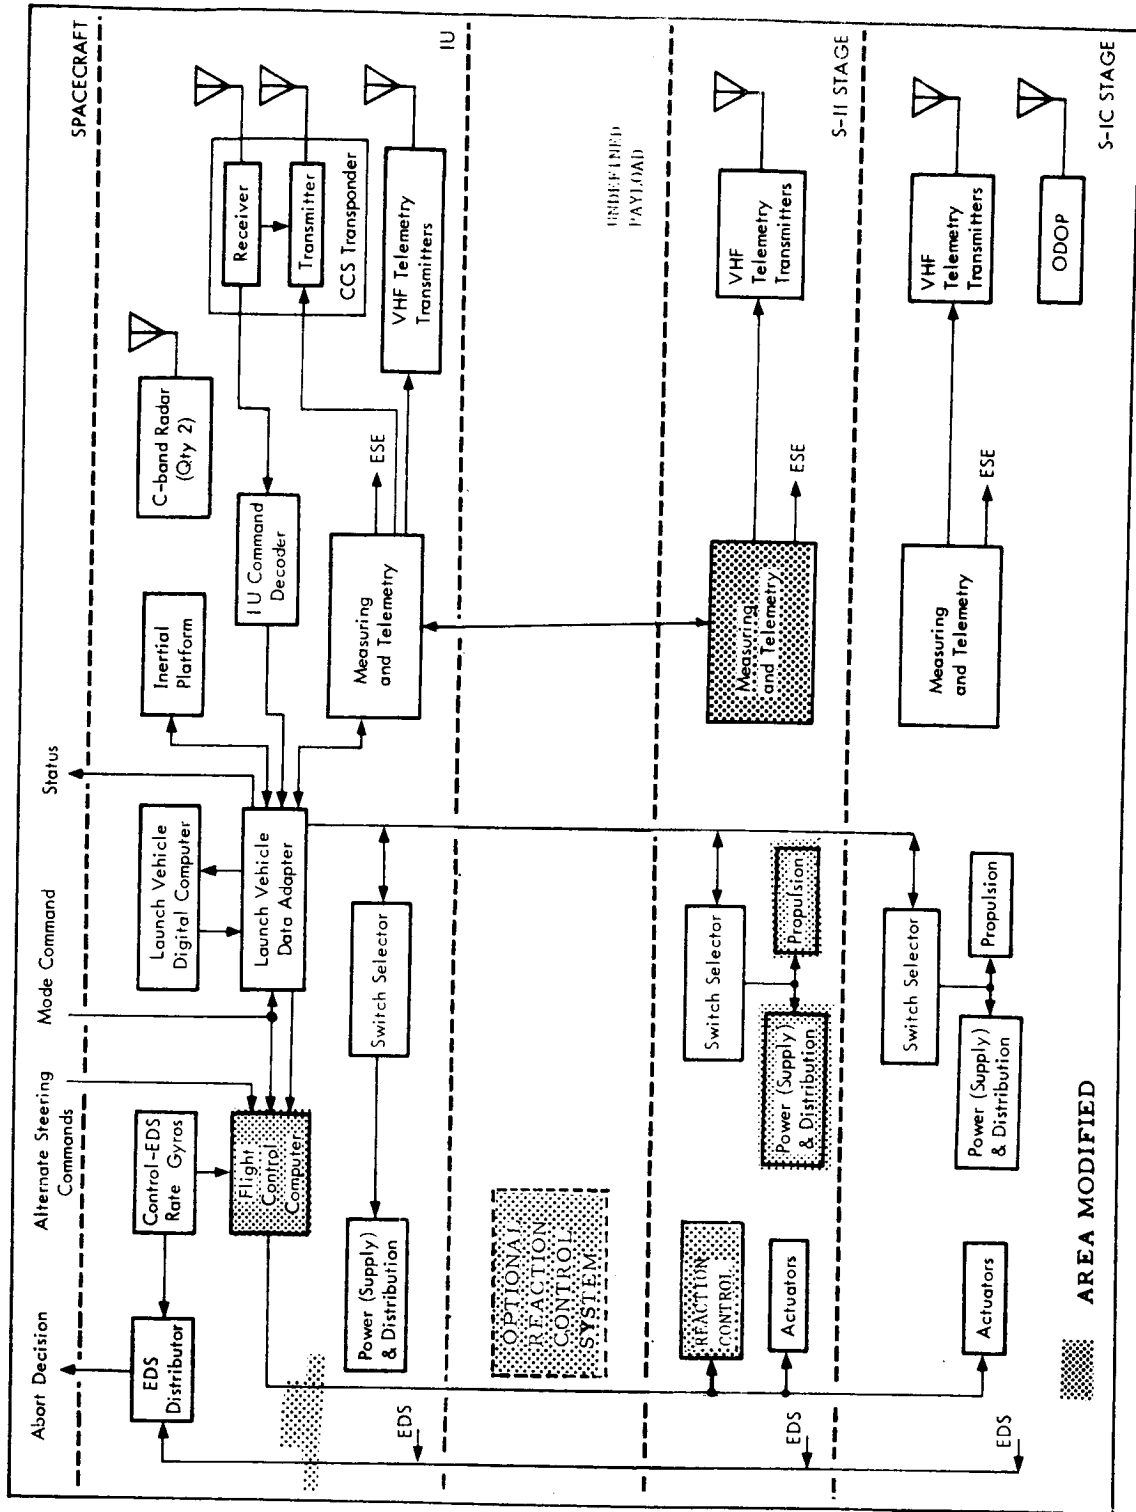 Abort Decision
Alternate Steering
Commands
Mode Command
Status
SPACECRAFT
EDS
Distributor
Control-EDS
Rate Gyros
Flight
Control
Computer
Launch Vehicle
Digital Computer
Launch Vehicle
Data Adapter
Inertial
Platform
IU Command
Decoder
C-band Radar
(Qty 2)
Receiver
Transmitter
CCS Transponder
VHF Telemetry
Transmitters
Measuring
and Telemetry
ESE
Switch Selector
Power (Supply)
& Distribution
EDS
IU
OPTIONAL
REACTION
CONTROL
SYSTEM
UNDEFINED
PAYLOAD
REACTION
CONTROL
Actuators
Switch Selector
Power (Supply)
& Distribution
Propulsion
Measuring
and Telemetry
ESE
VHF
Telemetry
Transmitters
EDS
S-II STAGE
Actuators
Switch Selector
Power (Supply)
& Distribution
Propulsion
Measuring
and Telemetry
ESE
VHF
Telemetry
Transmitters
ODOP
EDS
S-IC STAGE
AREA MODIFIED